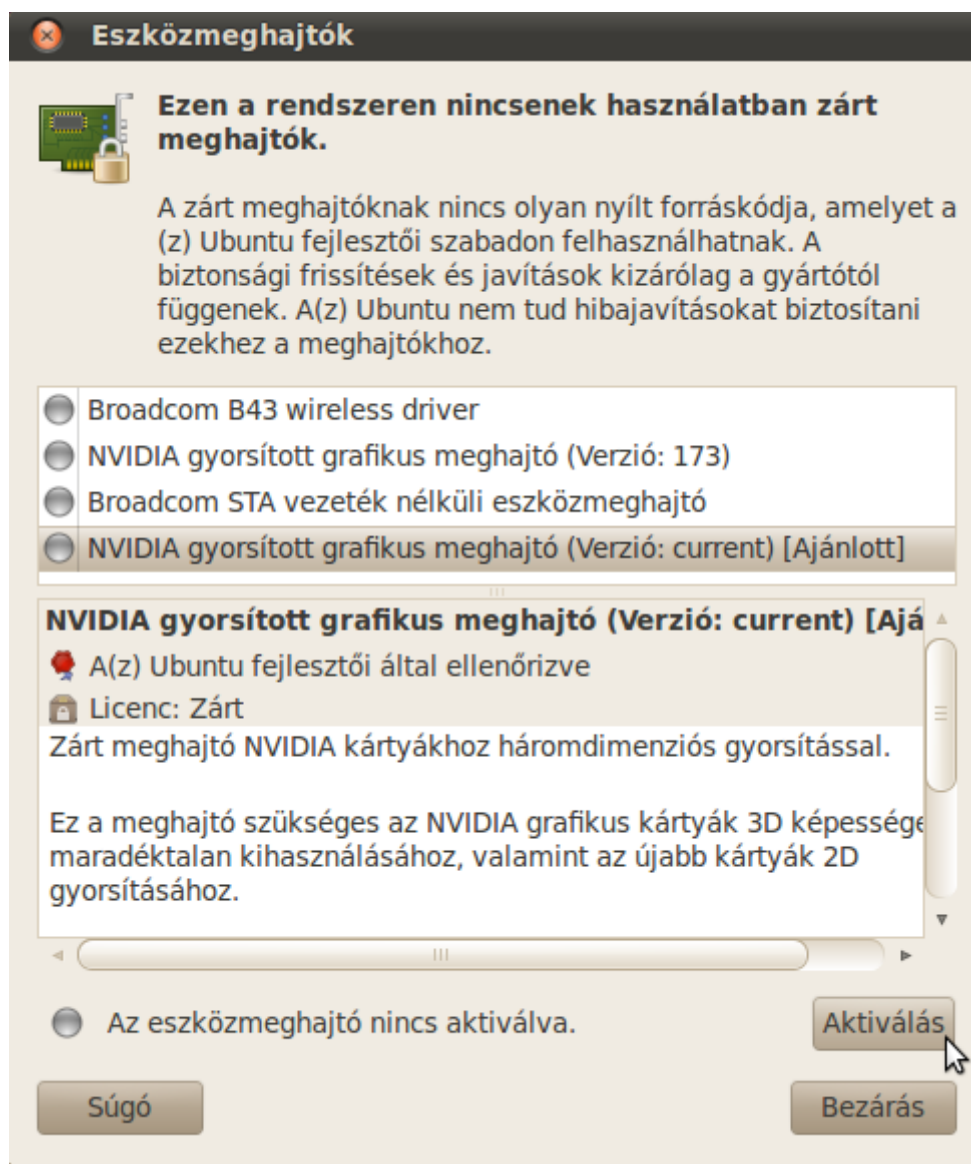 Eszközmeghajtók
Ezen a rendszeren nincsenek használatban zárt
meghajtók.
A zárt meghajtóknak nincs olyan nyílt forráskódja, amelyet a
(z) Ubuntu fejlesztői szabadon felhasználhatnak. A
biztonsági frissítések és javítások kizárólag a gyártótól
függenek. A(z) Ubuntu nem tud hibajavításokat biztosítani
ezekhez a meghajtókhoz.
Broadcom B43 wireless driver
NVIDIA gyorsított grafikus meghajtó (Verzió: 173)
Broadcom STA vezeték nélküli eszközmeghajtó
NVIDIA gyorsított grafikus meghajtó (Verzió: current) [Ajánlott]
NVIDIA gyorsított grafikus meghajtó (Verzió: current) [Ajá
A(z) Ubuntu fejlesztői által ellenőrizve
Licenc: Zárt
Zárt meghajtó NVIDIA kártyákhoz háromdimenziós gyorsítással.
Ez a meghajtó szükséges az NVIDIA grafikus kártyák 3D képessége
maradéktalan kihasználásához, valamint az újabb kártyák 2D
gyorsításához.
Az eszközmeghajtó nincs aktiválva.
Aktiválás
Súgó
Bezárás